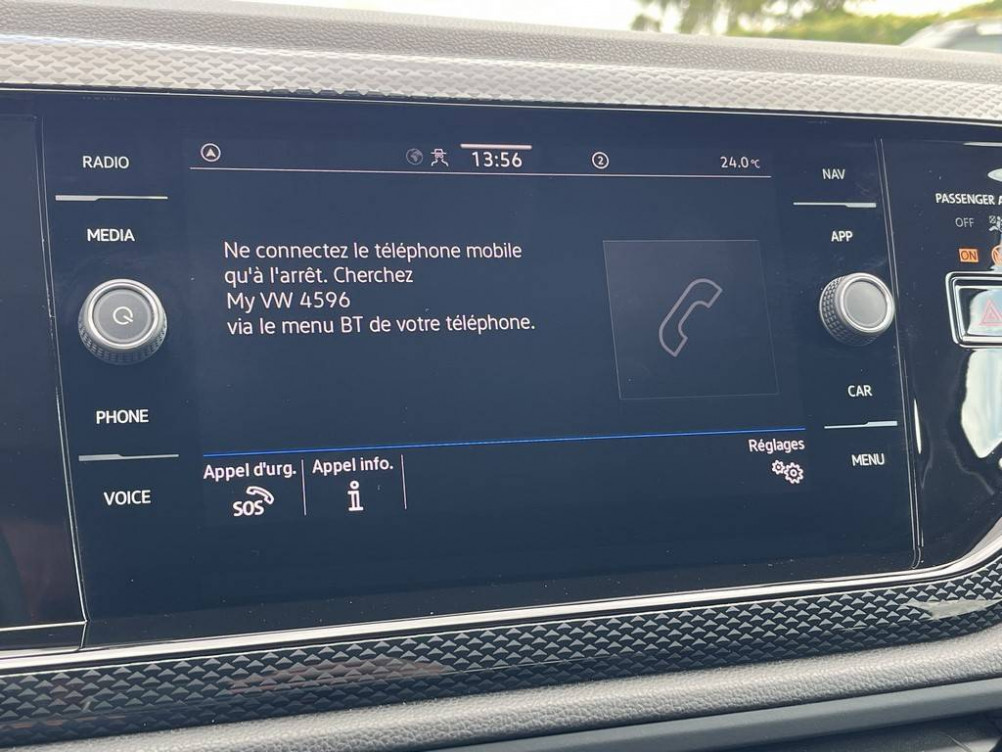 RADIO
MEDIA
PHONE
VOICE
13:56
2
24.0°C
Ne connectez le téléphone mobile
qu'à l'arrêt. Cherchez
My VW 4596
via le menu BT de votre téléphone.
Appel d'urg.
SOS
Appel info.
i
Réglages
NAV
APP
CAR
MENU
PASSENGER A
OFF
ON